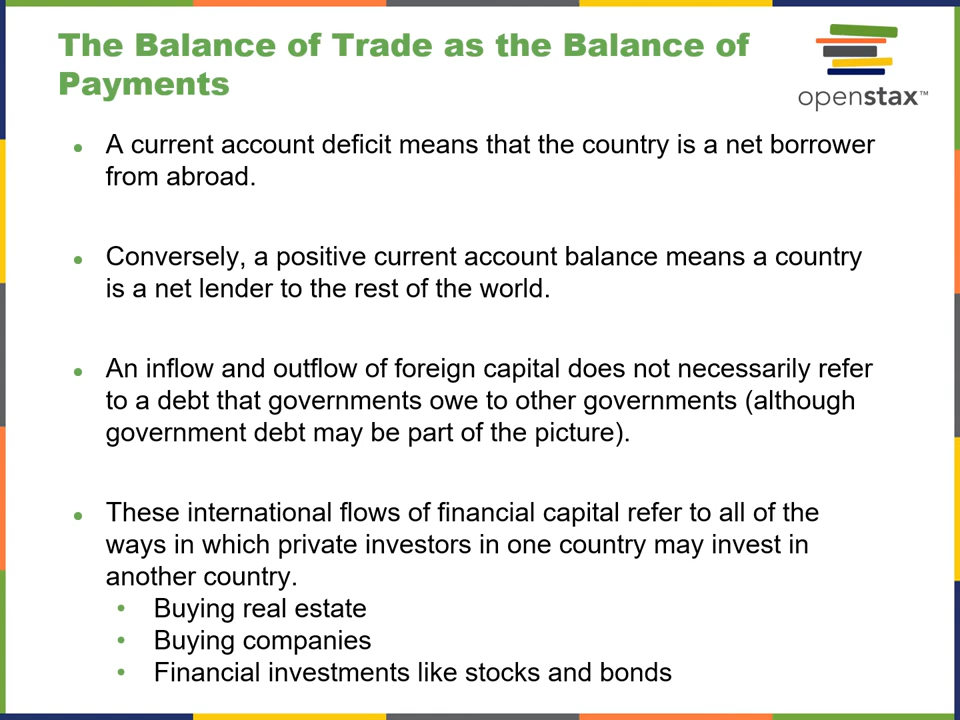 The Balance of Trade as the Balance of
Payments
openstax™
A current account deficit means that the country is a net borrower
from abroad.
Conversely, a positive current account balance means a country
is a net lender to the rest of the world.
An inflow and outflow of foreign capital does not necessarily refer
to a debt that governments owe to other governments (although
government debt may be part of the picture).
These international flows of financial capital refer to all of the
ways in which private investors in one country may invest in
another country.
Buying real estate
Buying companies
Financial investments like stocks and bonds